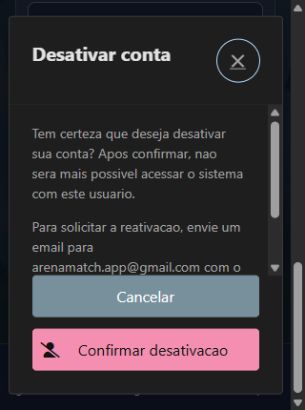 Desativar conta
Tem certeza que deseja desativar
sua conta? Apos confirmar, nao
sera mais possivel acessar o sistema
com este usuario.
Para solicitar a reativacao, envie um
email para
arenamatch.app@gmail.com com o
Cancelar
Confirmar desativacao